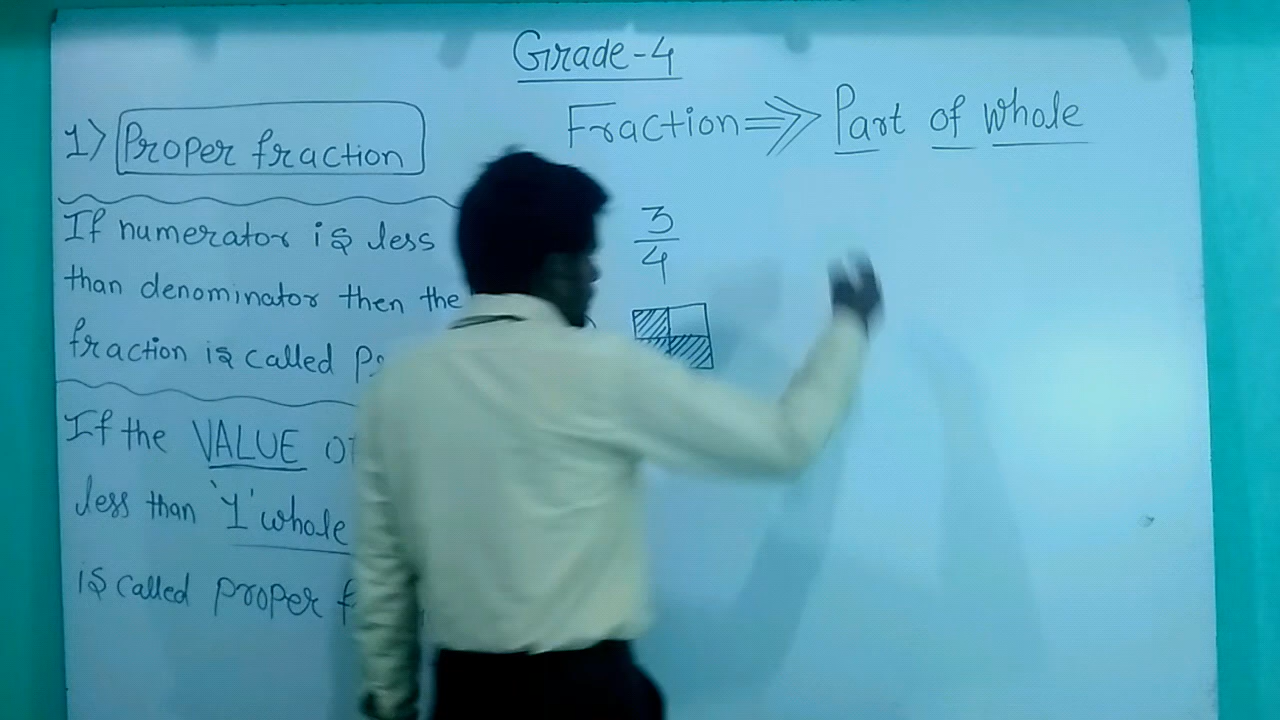 Grade-4
Fraction ⇒> Part of whole
1> Proper fraction
If numerator is less
than denominator then the
fraction is called
If the VALUE
less than '1' whole
is called proper
3
4